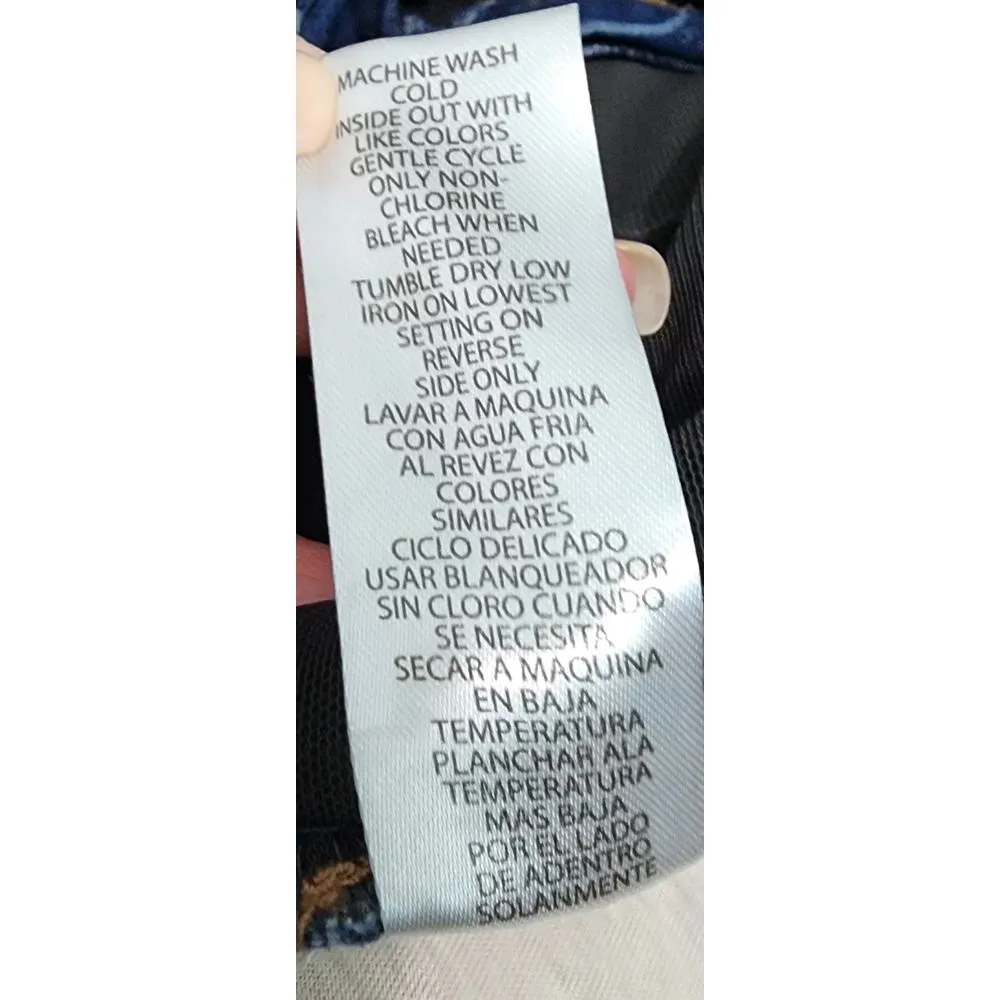 MACHINE WASH
COLD
INSIDE OUT WITH
LIKE COLORS
GENTLE CYCLE
ONLY NON-
CHLORINE
BLEACH WHEN
NEEDED
TUMBLE DRY LOW
IRON ON LOWEST
SETTING ON
REVERSE
SIDE ONLY
LAVAR A MAQUINA
CON AGUA FRIA
AL REVEZ CON
COLORES
SIMILARES
CICLO DELICADO
USAR BLANQUEADOR
SIN CLORO CUANDO
SE NECESITA
SECAR A MAQUINA
EN BAJA
TEMPERATURA
PLANCHAR ALA
TEMPERATURA
MAS BAJA
POR EL LADO
DE ADENTRO
SOLANMENTE